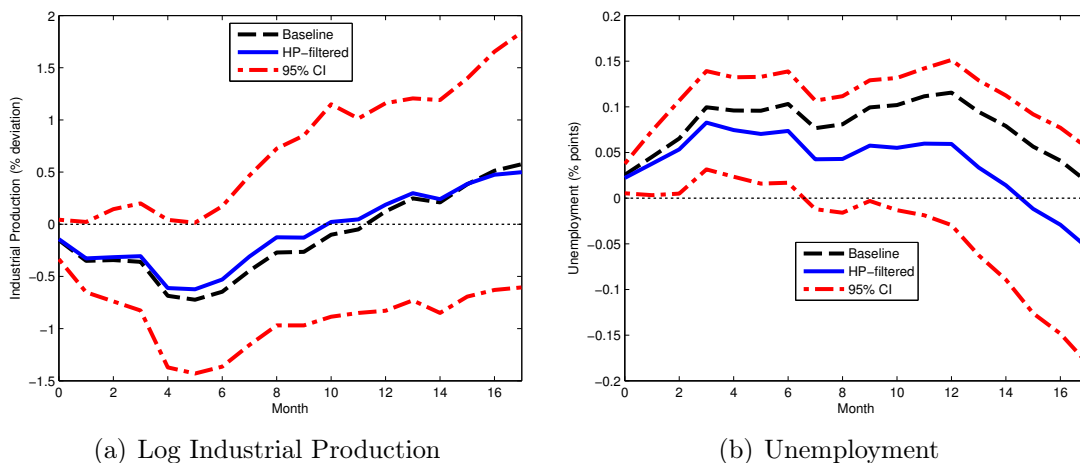 2
1.5
1
0.5
0
−0.5
−1
−1.5
Industrial Production (% deviation)
Baseline
HP−filtered
95% CI
0 2 4 6 8 10 12 14 16
Month
(a) Log Industrial Production
0.2
0.15
0.1
0.05
0
−0.05
−0.1
−0.15
−0.2
Unemployment (% points)
Baseline
HP−filtered
95% CI
0 2 4 6 8 10 12 14 16
Month
(b) Unemployment